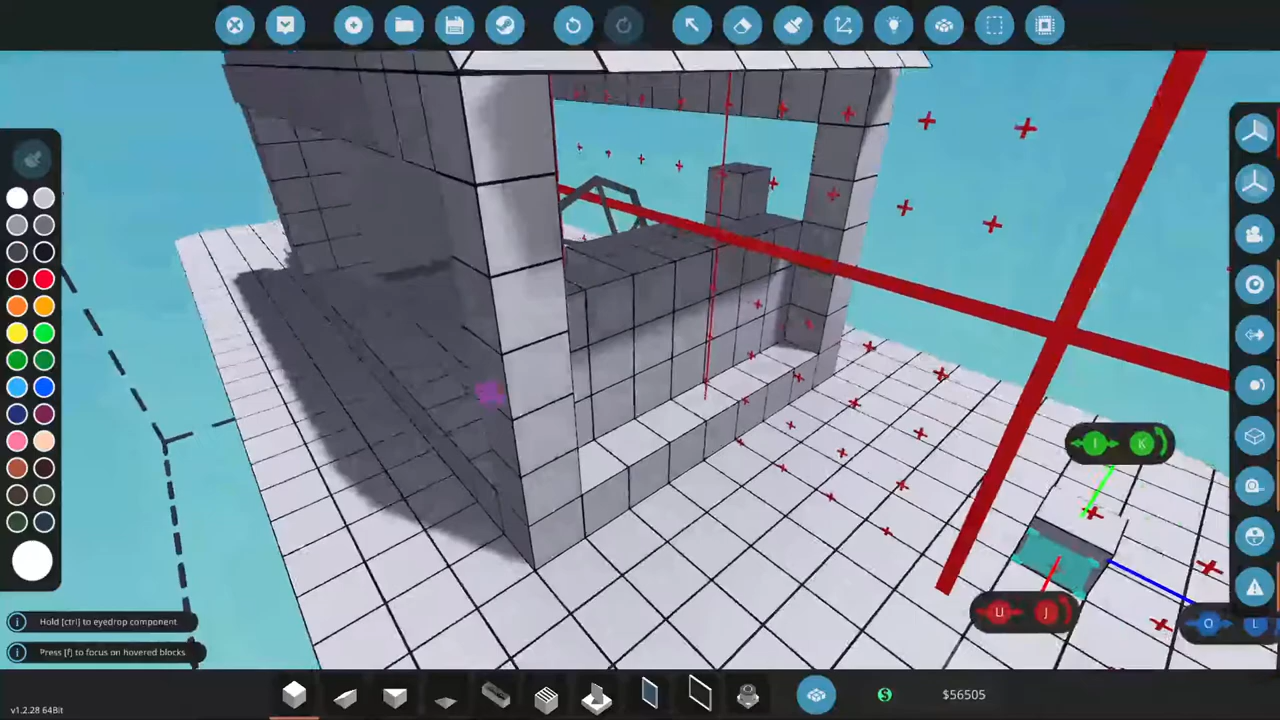 I K
U J
O L
Hold [ctrl] to eyedrop component
Press [f] to focus on hovered blocks
$ $56505
v1.2.28 64Bit